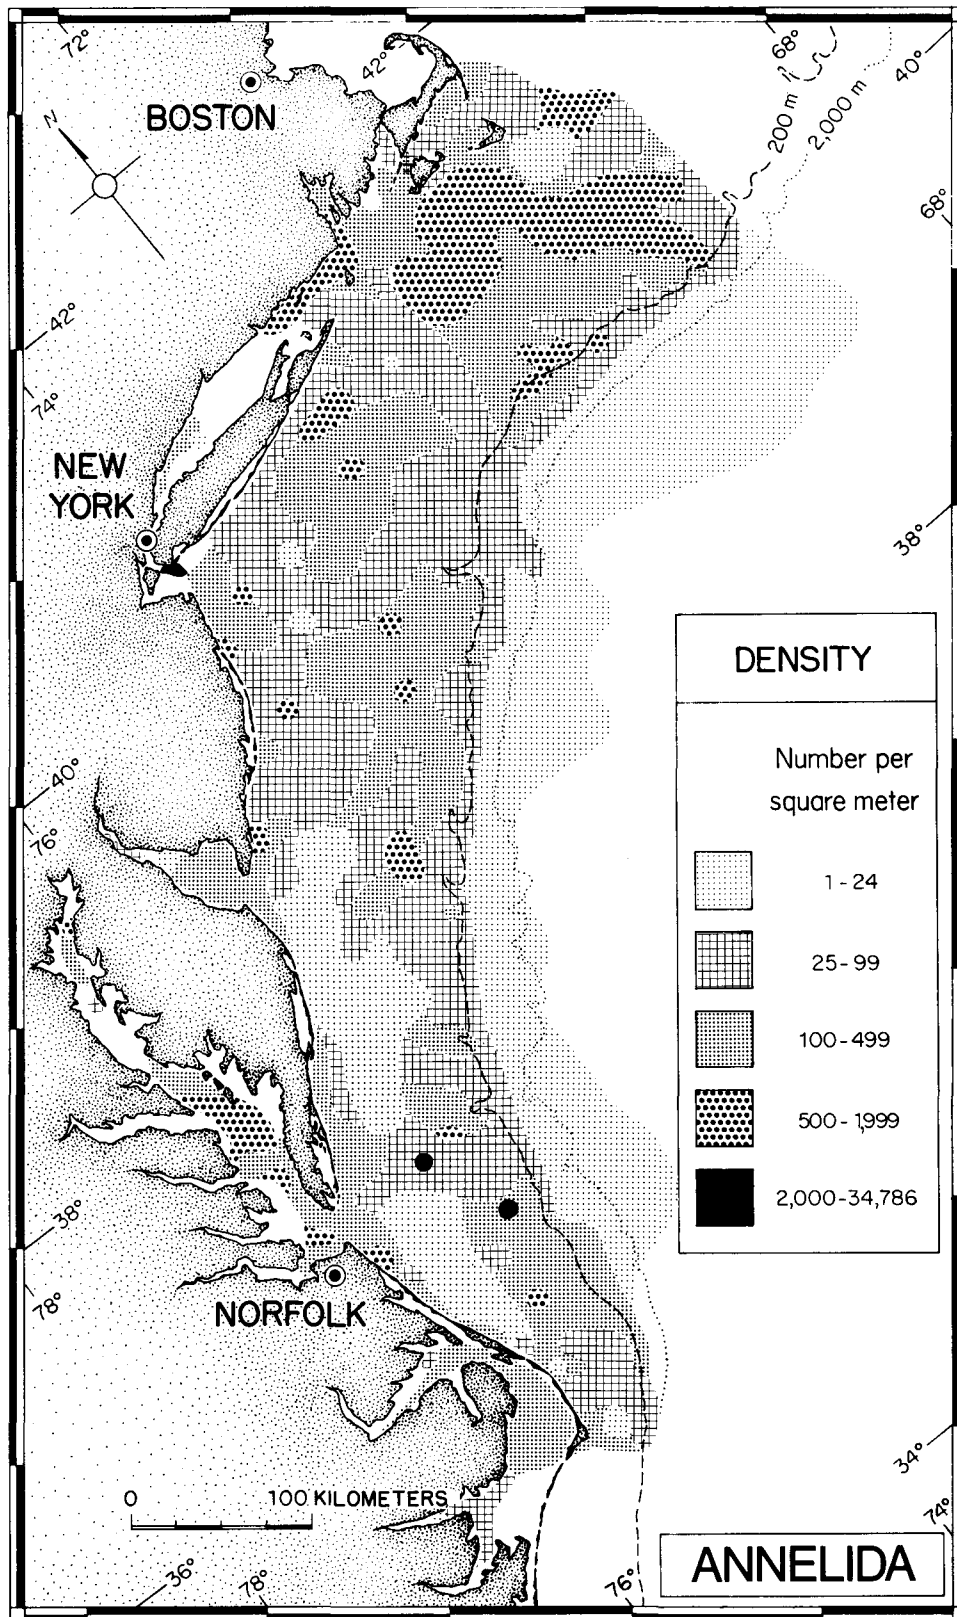 72°
42°
68°
40°
BOSTON
N
200 m
2,000 m
68°
42°
74°
NEW
YORK
38°
DENSITY
Number per
square meter
1-24
25-99
100-499
500-1,999
2,000-34,786
40°
76°
38°
78°
NORFOLK
34°
74°
0 100 KILOMETERS
ANNELIDA
36°
78°
76°